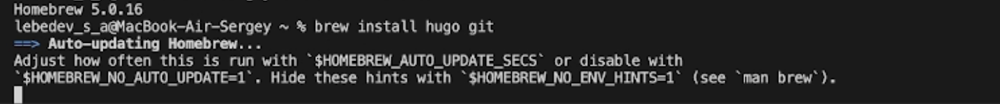 Homebrew 5.0.16
lebedev_s_a@MacBook-Air-Sergey ~ % brew install hugo git
==> Auto-updating Homebrew...
Adjust how often this is run with `$HOMEBREW_AUTO_UPDATE_SECS` or disable with
`$HOMEBREW_NO_AUTO_UPDATE=1`. Hide these hints with `$HOMEBREW_NO_ENV_HINTS=1` (see `man brew`).